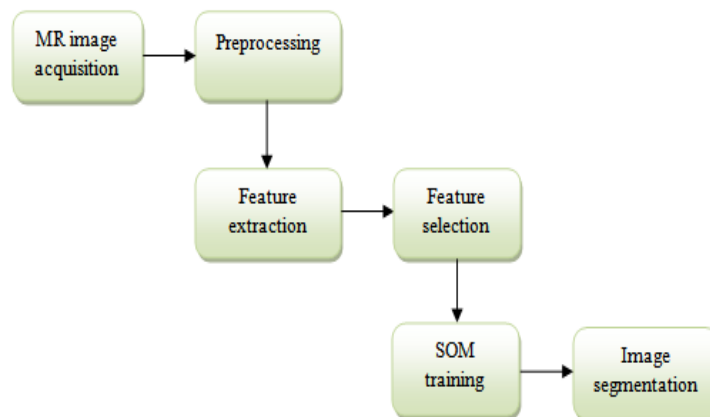 MR image
acquisition
Preprocessing
Feature
extraction
Feature
selection
SOM
training
Image
segmentation